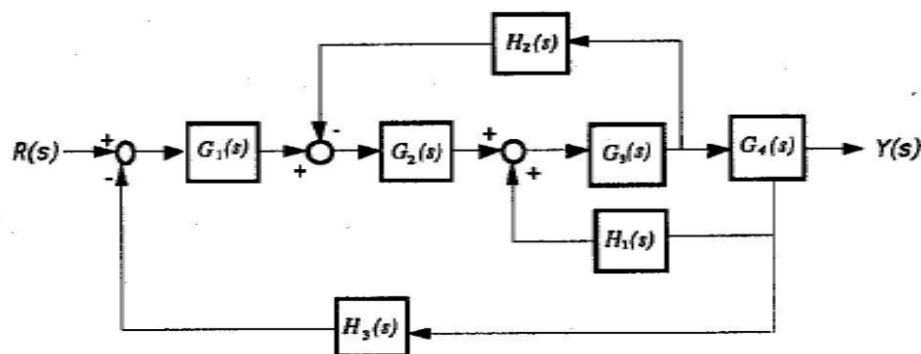 H₂(s)
R(s) + - G₁(s) + - G₂(s) + + G₃(s) G₄(s) Y(s)
H₁(s)
H₃(s)